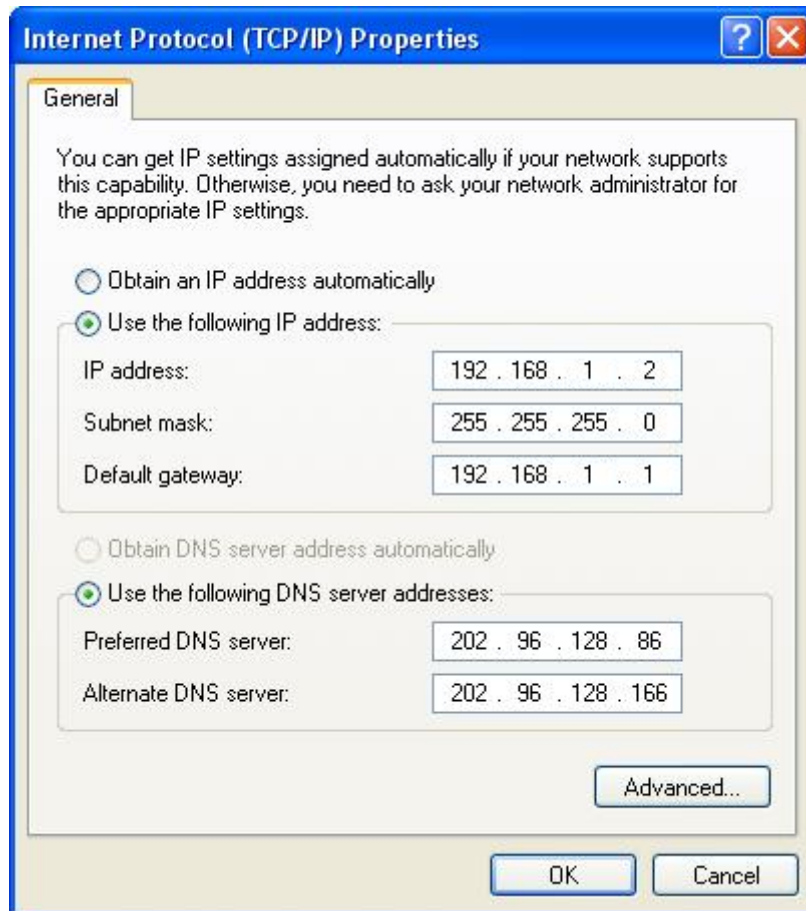 Internet Protocol (TCP/IP) Properties
General
You can get IP settings assigned automatically if your network supports
this capability. Otherwise, you need to ask your network administrator for
the appropriate IP settings.
Obtain an IP address automatically
Use the following IP address:
IP address: 192 . 168 . 1 . 2
Subnet mask: 255 . 255 . 255 . 0
Default gateway: 192 . 168 . 1 . 1
Obtain DNS server address automatically
Use the following DNS server addresses:
Preferred DNS server: 202 . 96 . 128 . 86
Alternate DNS server: 202 . 96 . 128 . 166
Advanced...
OK Cancel